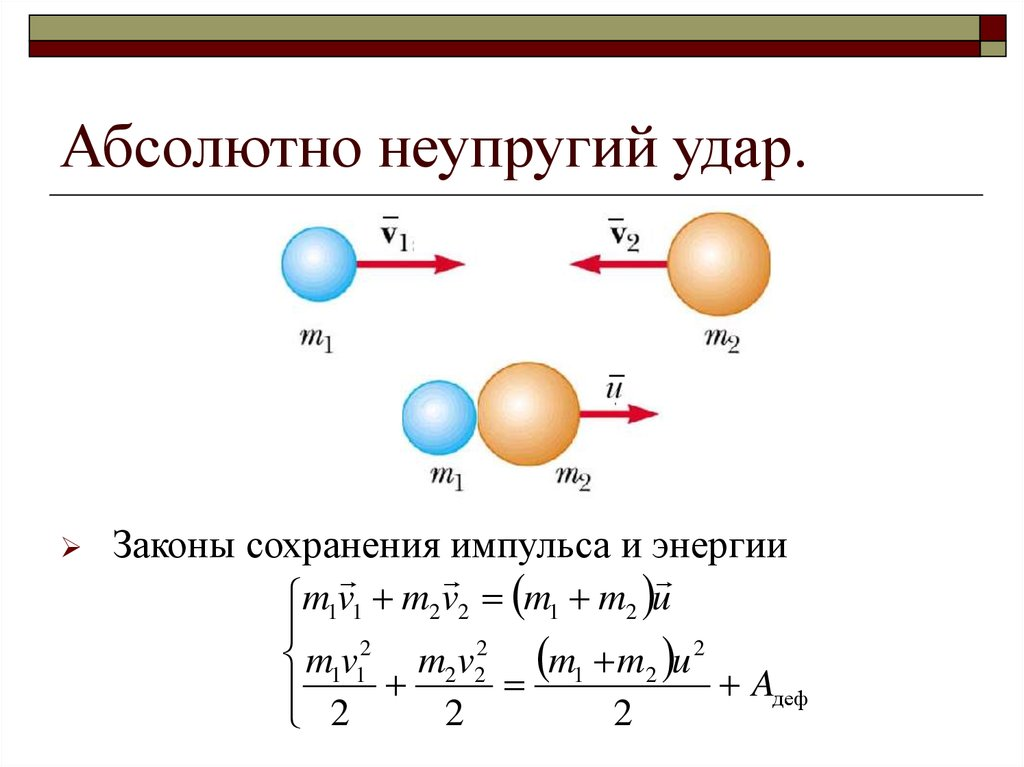 Абсолютно неупругий удар.
v̄₁ v̄₂
m₁ m₂
ū
m₁ m₂
Законы сохранения импульса и энергии
m₁v⃗₁ + m₂v⃗₂ = (m₁ + m₂)u⃗
m₁v₁²/2 + m₂v₂²/2 = (m₁ + m₂)u²/2 + Aдеф